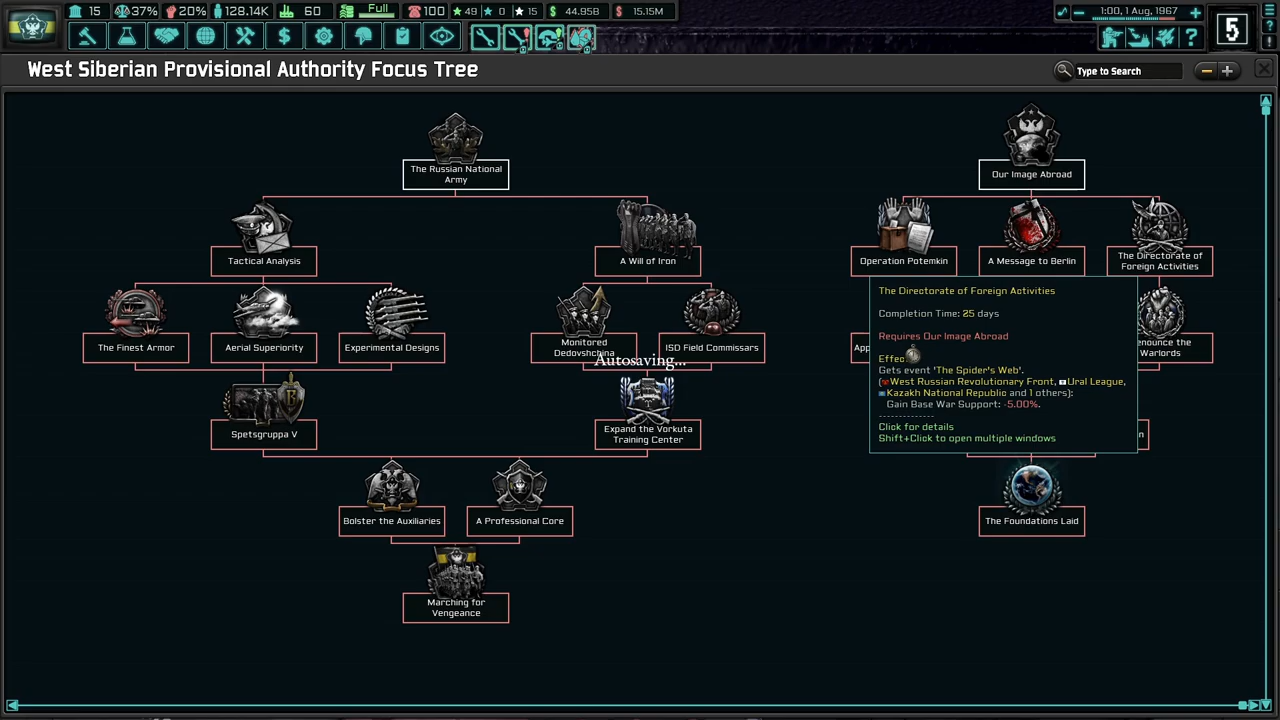 15
37%
20%
128.14K
60
Full
100
49
0
15
44.95B
15.15M
1:00, 1 Aug, 1967
5
West Siberian Provisional Authority Focus Tree
Type to Search
The Russian National
Army
Our Image Abroad
Tactical Analysis
A Will of Iron
Operation Potemkin
A Message to Berlin
The Directorate of
Foreign Activities
The Finest Armor
Aerial Superiority
Experimental Designs
Monitored
Dedovshchina
ISD Field Commissars
Autosaving...
The Directorate of Foreign Activities
Completion Time: 25 days
Requires Our Image Abroad
Effec
Gets event 'The Spider's Web'.
(West Russian Revolutionary Front, Ural League,
Kazakh National Republic and 1 others):
Gain Base War Support: -5.00%.
--------------
Click for details
Shift+Click to open multiple windows
App
nounce the
Warlords
Spetsgruppa V
Expand the Vorkuta
Training Center
n
Bolster the Auxiliaries
A Professional Core
The Foundations Laid
Marching for
Vengeance